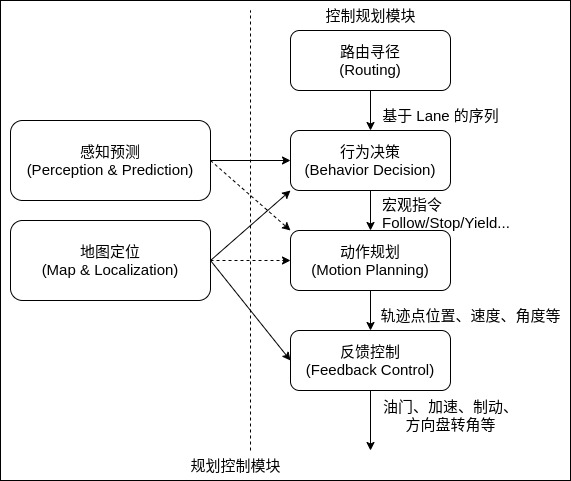 控制规划模块
路由寻径
(Routing)
基于 Lane 的序列
感知预测
(Perception & Prediction)
行为决策
(Behavior Decision)
宏观指令
Follow/Stop/Yield...
地图定位
(Map & Localization)
动作规划
(Motion Planning)
轨迹点位置、速度、角度等
反馈控制
(Feedback Control)
油门、加速、制动、
方向盘转角等
规划控制模块